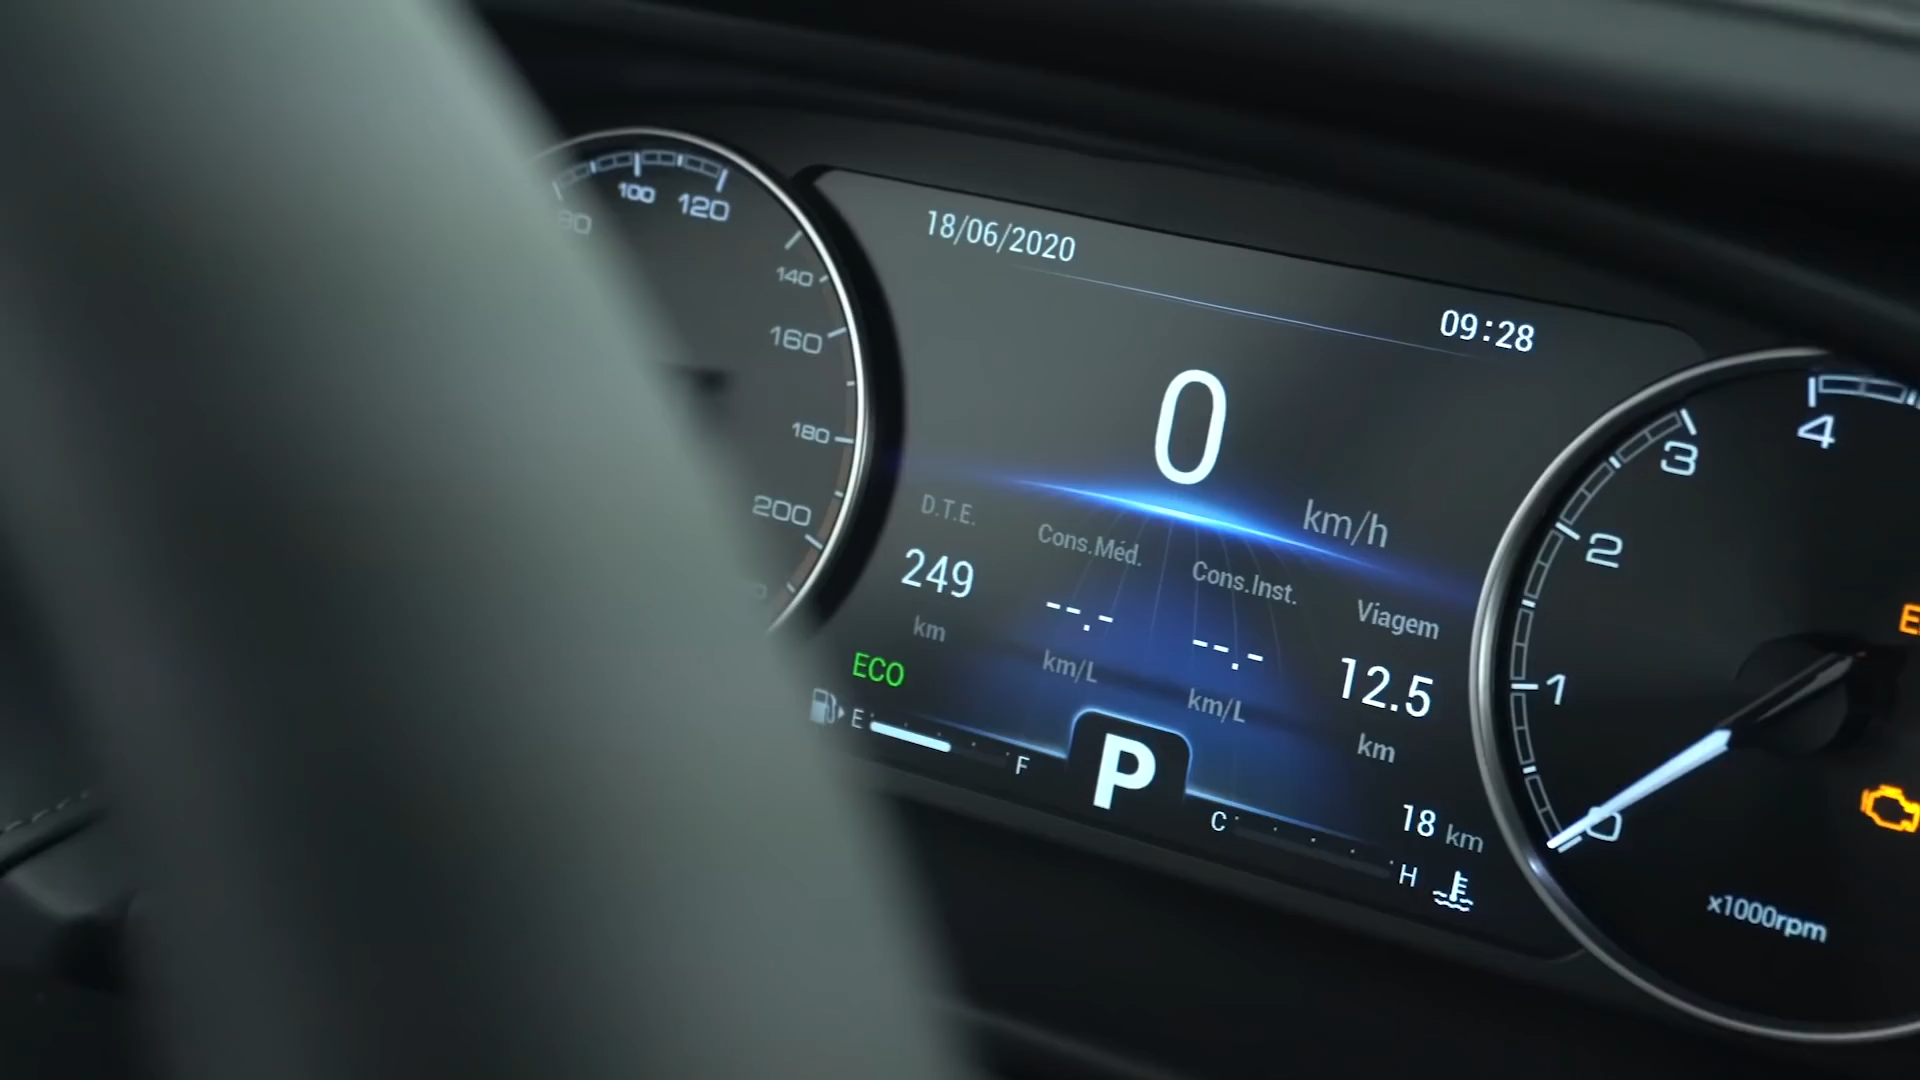 80
100
120
140
160
180
200
18/06/2020
09:28
0
km/h
D.T.E.
249
km
Cons.Méd.
--.-
km/L
Cons.Inst.
--.-
km/L
Viagem
12.5
km
ECO
E
F
P
C
H
18 km
0
1
2
3
4
x1000rpm